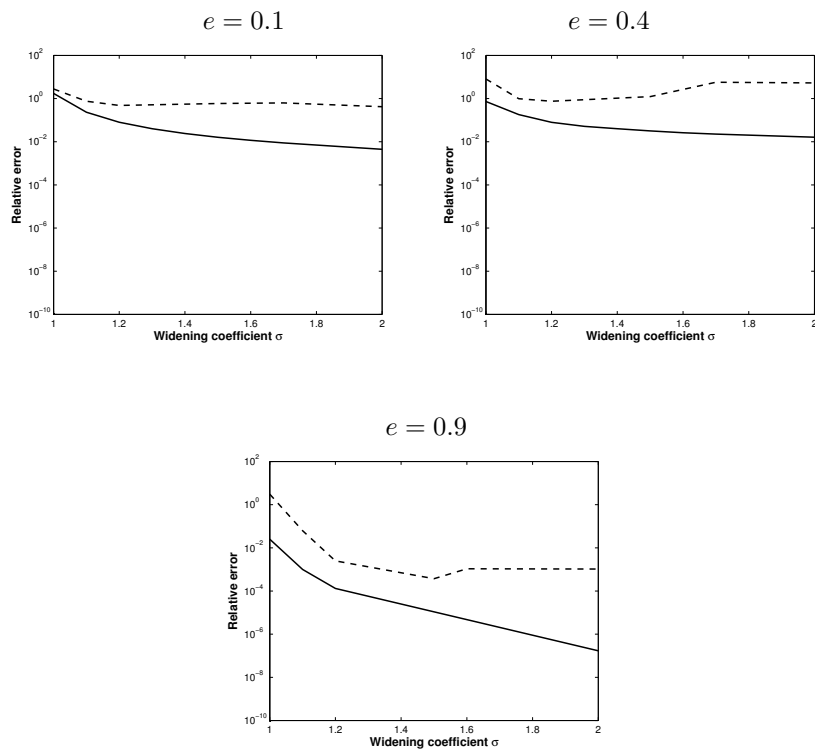 e = 0.1
10^2
10^0
10^−2
10^−4
10^−6
10^−8
10^−10
Relative error
1 1.2 1.4 1.6 1.8 2
Widening coefficient σ
e = 0.4
10^2
10^0
10^−2
10^−4
10^−6
10^−8
10^−10
Relative error
1 1.2 1.4 1.6 1.8 2
Widening coefficient σ
e = 0.9
10^2
10^0
10^−2
10^−4
10^−6
10^−8
10^−10
Relative error
1 1.2 1.4 1.6 1.8 2
Widening coefficient σ